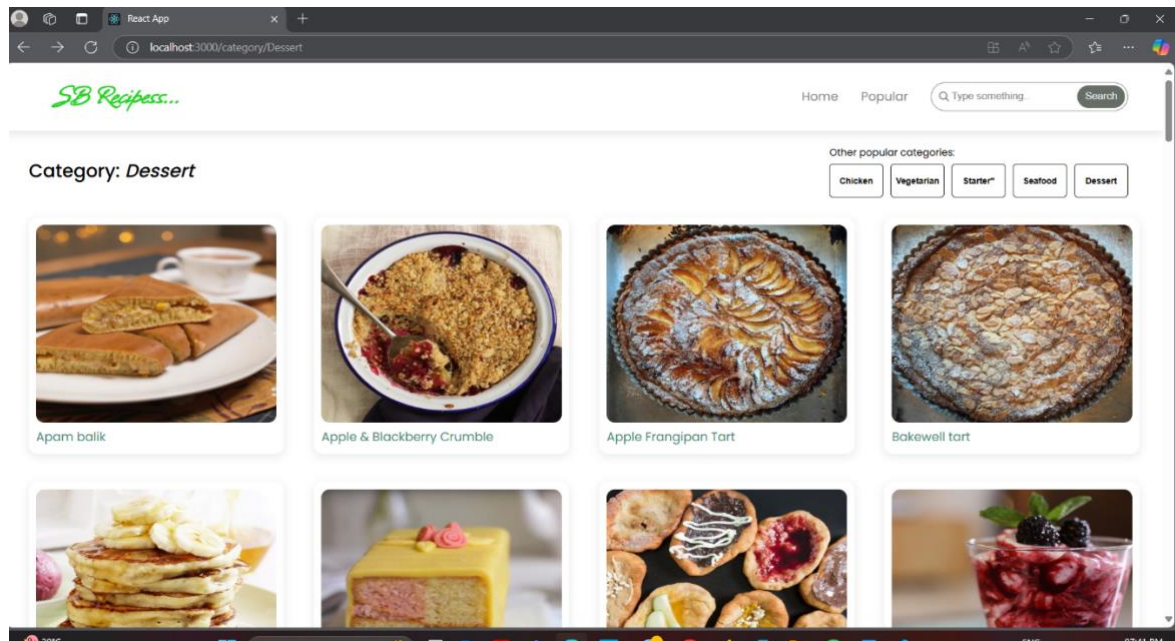 React App
localhost:3000/category/Dessert
SB Recipess...
Home Popular Type something.. Search
Category: Dessert
Other popular categories:
Chicken Vegetarian Starter" Seafood Dessert
Apam balik Apple & Blackberry Crumble Apple Frangipan Tart Bakewell tart